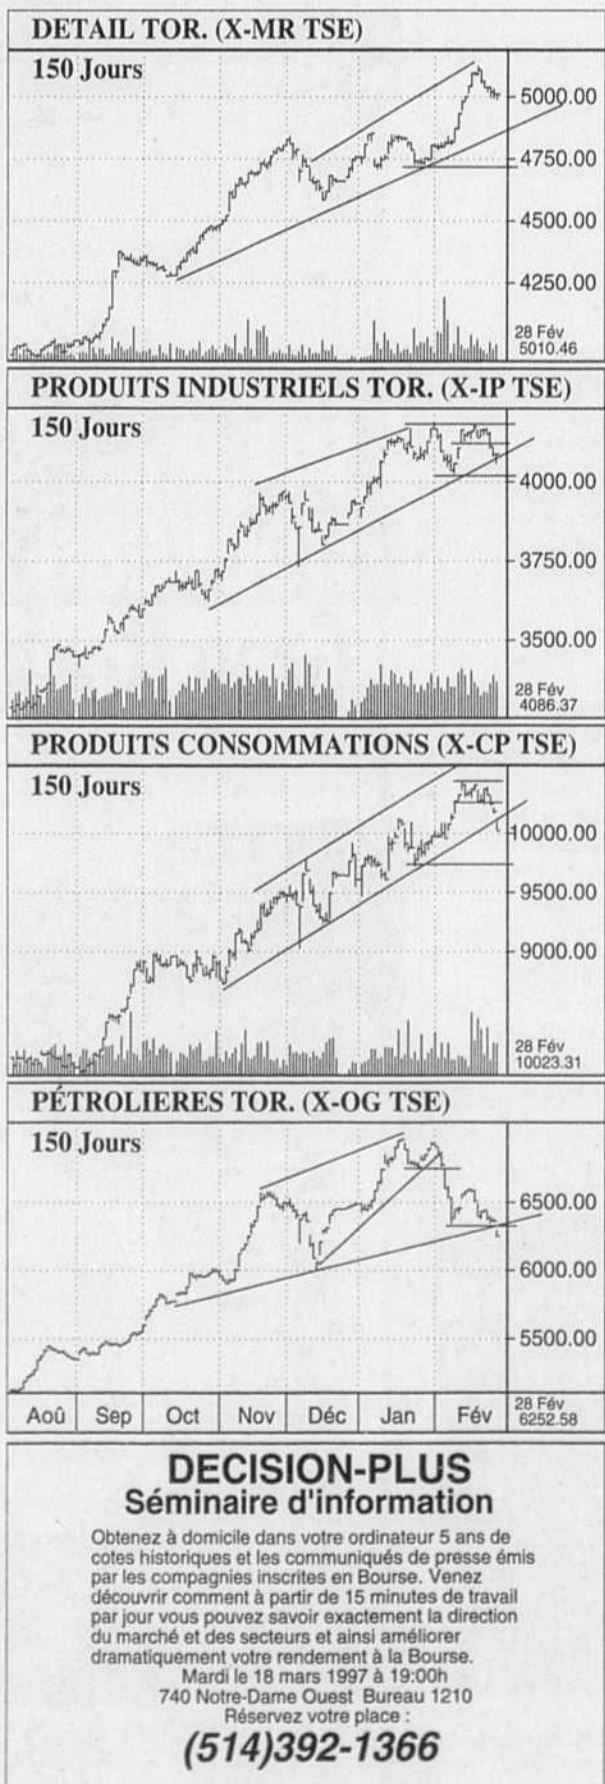 DETAIL TOR. (X-MR TSE)
150 Jours
5000.00
4750.00
4500.00
4250.00
28 Fév
5010.46
PRODUITS INDUSTRIELS TOR. (X-IP TSE)
150 Jours
4000.00
3750.00
3500.00
28 Fév
4086.37
PRODUITS CONSOMMATIONS (X-CP TSE)
150 Jours
10000.00
9500.00
9000.00
28 Fév
10023.31
PÉTROLIERES TOR. (X-OG TSE)
150 Jours
6500.00
6000.00
5500.00
Aoû Sep Oct Nov Déc Jan Fév
28 Fév
6252.58
DECISION-PLUS
Séminaire d'information
Obtenez à domicile dans votre ordinateur 5 ans de
cotes historiques et les communiqués de presse émis
par les compagnies inscrites en Bourse. Venez
découvrir comment à partir de 15 minutes de travail
par jour vous pouvez savoir exactement la direction
du marché et des secteurs et ainsi améliorer
dramatiquement votre rendement à la Bourse.
Mardi le 18 mars 1997 à 19:00h
740 Notre-Dame Ouest Bureau 1210
Réservez votre place :
(514)392-1366